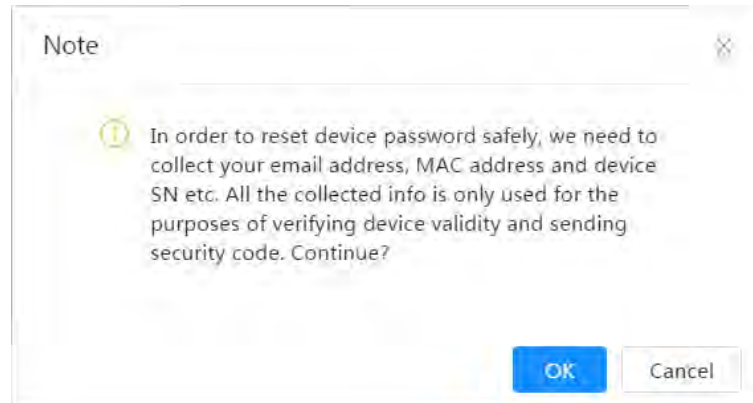 Note
In order to reset device password safely, we need to
collect your email address, MAC address and device
SN etc. All the collected info is only used for the
purposes of verifying device validity and sending
security code. Continue?
OK
Cancel